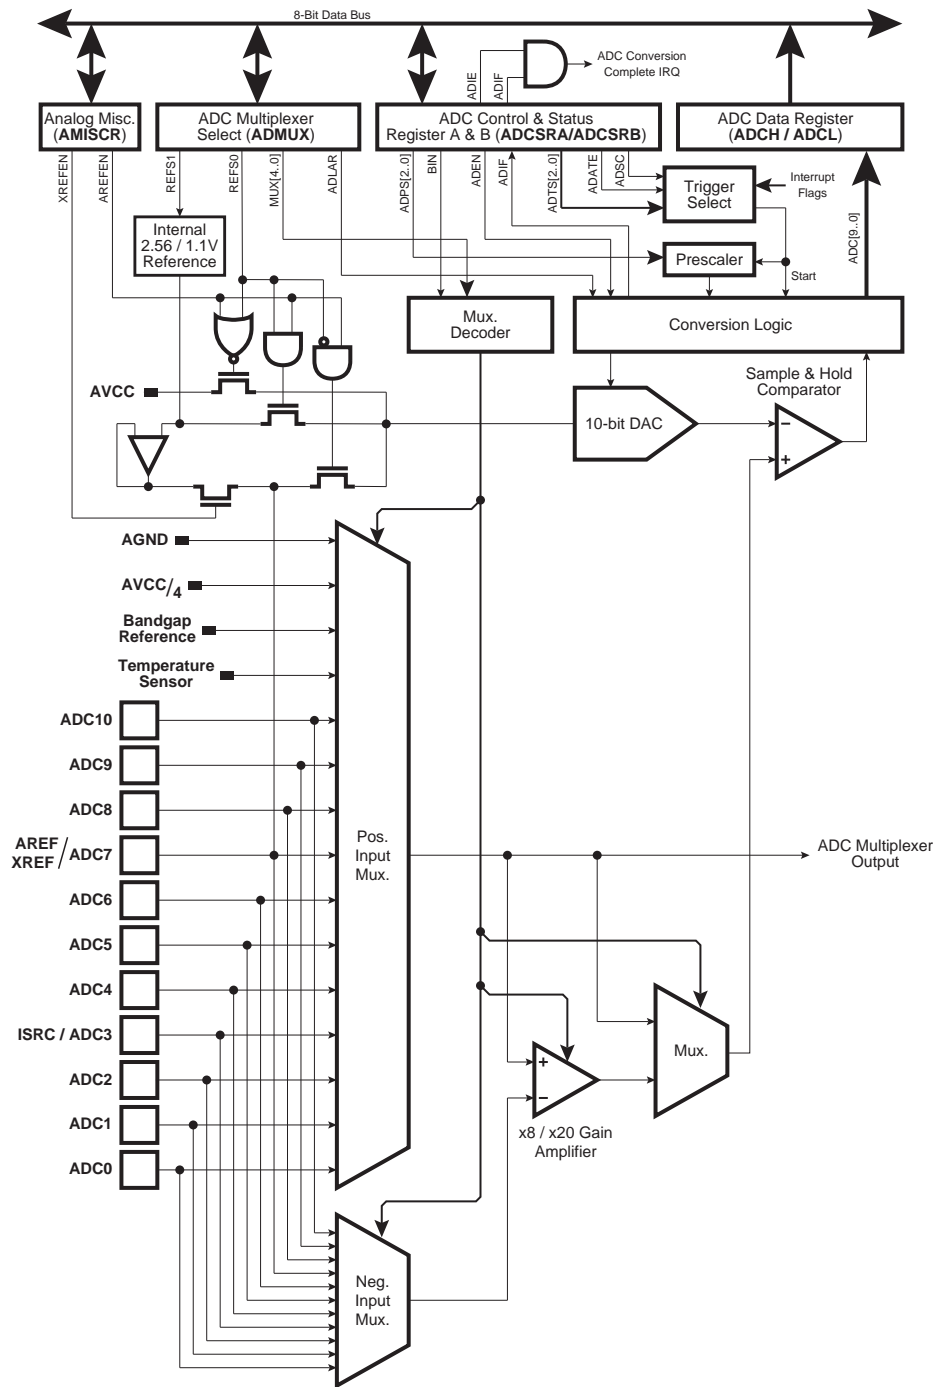 8-Bit Data Bus
ADIE
ADIF
ADC Conversion
Complete IRQ
Analog Misc.
(AMISCR)
ADC Multiplexer
Select (ADMUX)
ADC Control & Status
Register A & B (ADCSRA/ADCSRB)
ADC Data Register
(ADCH / ADCL)
XREFEN
AREFEN
REFS1
REFS0
MUX[4..0]
ADLAR
ADPS[2..0]
BIN
ADEN
ADIF
ADTS[2..0]
ADATE
ADSC
Trigger
Select
Interrupt
Flags
ADC[9..0]
Internal
2.56 / 1.1V
Reference
Prescaler
Start
Mux.
Decoder
Conversion Logic
AVCC
Sample & Hold
Comparator
10-bit DAC
−
+
AGND
AVCC/4
Bandgap
Reference
Temperature
Sensor
ADC10
ADC9
ADC8
AREF
XREF / ADC7
ADC6
ADC5
ADC4
ISRC / ADC3
ADC2
ADC1
ADC0
Pos.
Input
Mux.
ADC Multiplexer
Output
Mux.
+
−
x8 / x20 Gain
Amplifier
Neg.
Input
Mux.